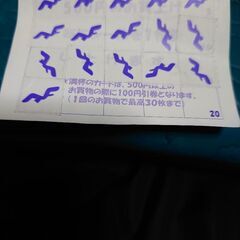 満杯のカードは、500円以上の
お買物の際に100円引券となります。
(1回のお買物で最高30枚まで)
20